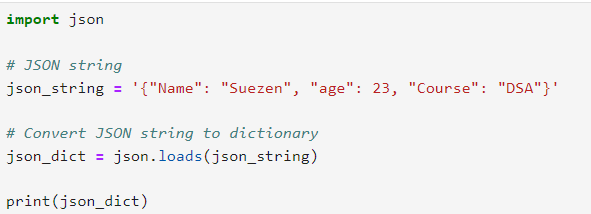 import json
# JSON string
json_string = '{"Name": "Suezen", "age": 23, "Course": "DSA"}'
# Convert JSON string to dictionary
json_dict = json.loads(json_string)
print(json_dict)